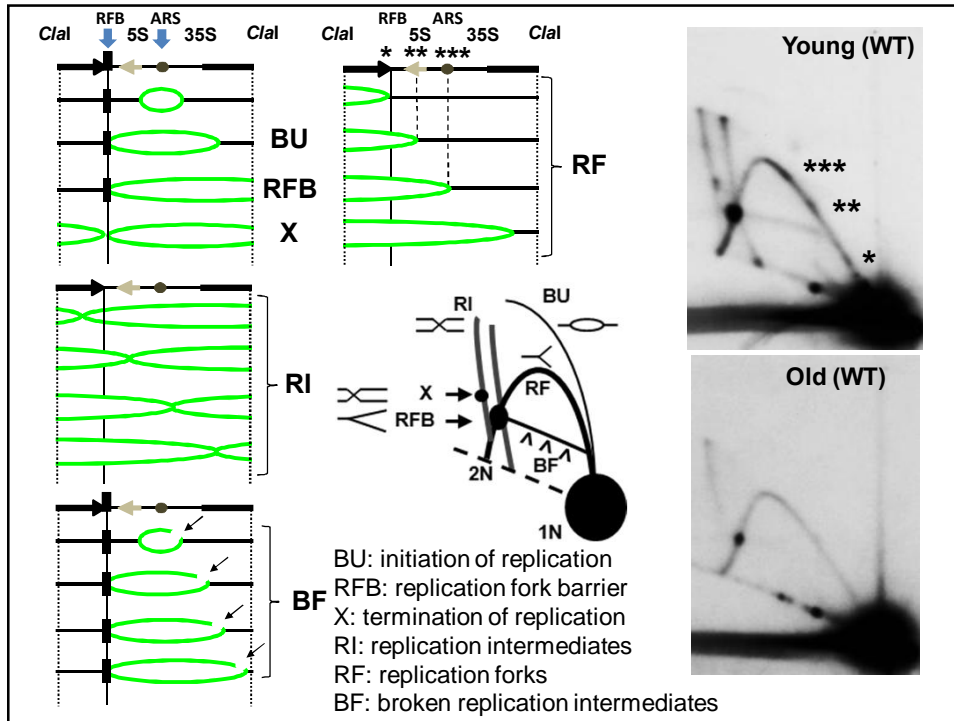 RFB ARS
ClaI 5S 35S ClaI
BU
RFB
X
RFB ARS
ClaI 5S 35S ClaI
* ** ***
RF
RI
BF
RI BU
X RF
RFB
BF
2N
1N
BU: initiation of replication
RFB: replication fork barrier
X: termination of replication
RI: replication intermediates
RF: replication forks
BF: broken replication intermediates
Young (WT)
***
**
*
Old (WT)